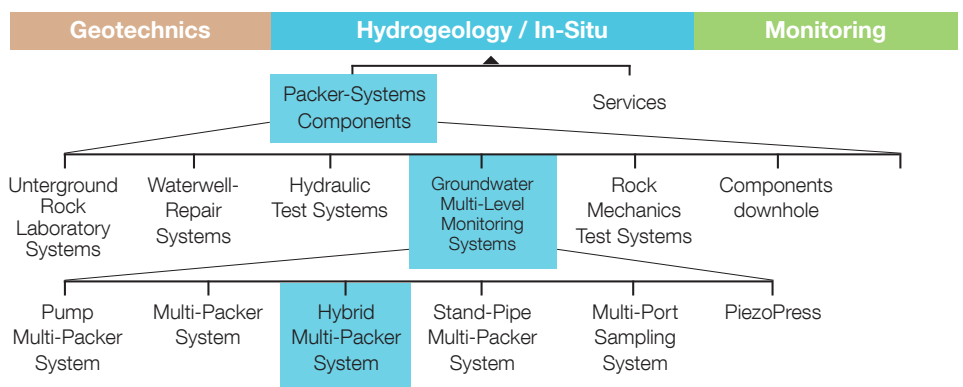 Geotechnics
Hydrogeology / In-Situ
Monitoring
Packer-Systems
Components
Services
Unterground
Rock
Laboratory
Systems
Waterwell-
Repair
Systems
Hydraulic
Test Systems
Groundwater
Multi-Level
Monitoring
Systems
Rock
Mechanics
Test Systems
Components
downhole
Pump
Multi-Packer
System
Multi-Packer
System
Hybrid
Multi-Packer
System
Stand-Pipe
Multi-Packer
System
Multi-Port
Sampling
System
PiezoPress